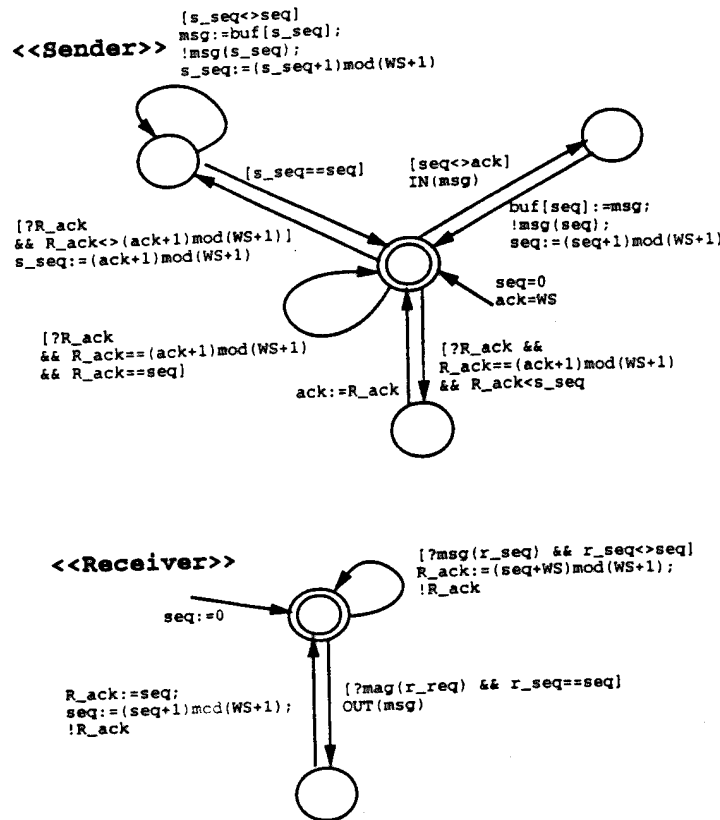 [s_seq<>seq]
msg:=buf[s_seq];
<<Sender>>
!msg(s_seq);
s_seq:=(s_seq+1)mod(WS+1)
[s_seq==seq]
[seq<>ack]
IN(msg)
buf[seq]:=msg;
!msg(seq);
seq:=(seq+1)mod(WS+1)
[?R_ack
&& R_ack<>(ack+1)mod(WS+1)]
s_seq:=(ack+1)mod(WS+1)
seq=0
ack=WS
[?R_ack
&& R_ack==(ack+1)mod(WS+1)
&& R_ack==seq]
[?R_ack &&
R_ack==(ack+1)mod(WS+1)
&& R_ack<s_seq
ack:=R_ack
<<Receiver>>
[?msg(r_seq) && r_seq<>seq]
R_ack:=(seq+WS)mod(WS+1);
!R_ack
seq:=0
R_ack:=seq;
seq:=(seq+1)mod(WS+1);
!R_ack
[?mag(r_req) && r_seq==seq]
OUT(msg)